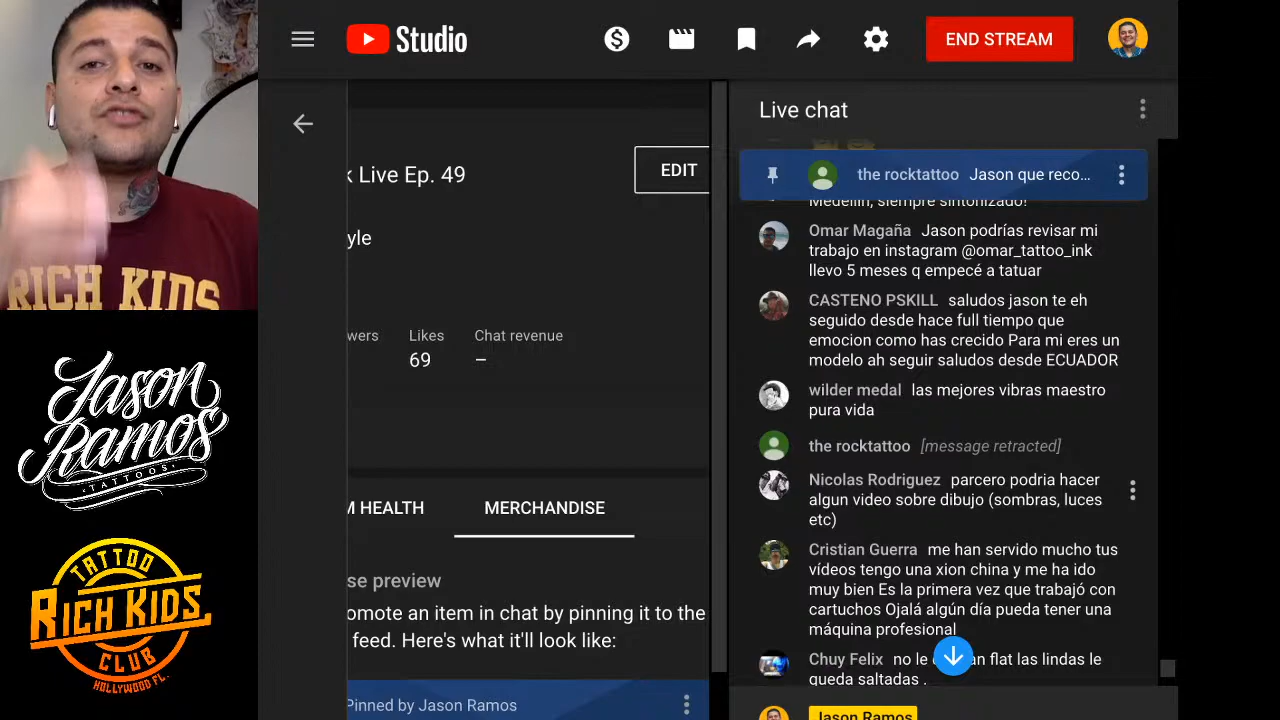 Studio
END STREAM
k Live Ep. 49
EDIT
yle
wers
Likes
Chat revenue
69
–
M HEALTH
MERCHANDISE
se preview
omote an item in chat by pinning it to the
feed. Here's what it'll look like:
Pinned by Jason Ramos
Live chat
the rocktattoo Jason que reco...
Medellin, siempre sintonizado!
Omar Magaña Jason podrías revisar mi
trabajo en instagram @omar_tattoo_ink
llevo 5 meses q empecé a tatuar
CASTENO PSKILL saludos jason te eh
seguido desde hace full tiempo que
emocion como has crecido Para mi eres un
modelo ah seguir saludos desde ECUADOR
wilder medal las mejores vibras maestro
pura vida
the rocktattoo [message retracted]
Nicolas Rodriguez parcero podria hacer
algun video sobre dibujo (sombras, luces
etc)
Cristian Guerra me han servido mucho tus
vídeos tengo una xion china y me ha ido
muy bien Es la primera vez que trabajó con
cartuchos Ojalá algún día pueda tener una
máquina profesional
Chuy Felix no le an flat las lindas le
queda saltadas .
Jason Ramos
RICH KIDS
Jason
Ramos
TATTOOS
TATTOO
RICH KIDS
CLUB
HOLLYWOOD FL.